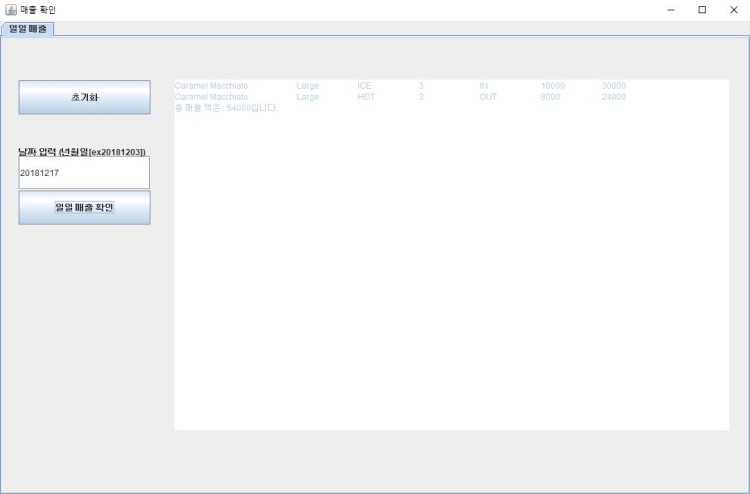 매출 확인
일일 매출
초기화
Caramel Macchiato Large ICE 3 IN 10000 30000
Caramel Macchiato Large HOT 3 OUT 8000 24000
총 매출 액은 : 54000입니다.
날짜 입력 (년월일[ex20181203])
20181217
일일 매출 확인